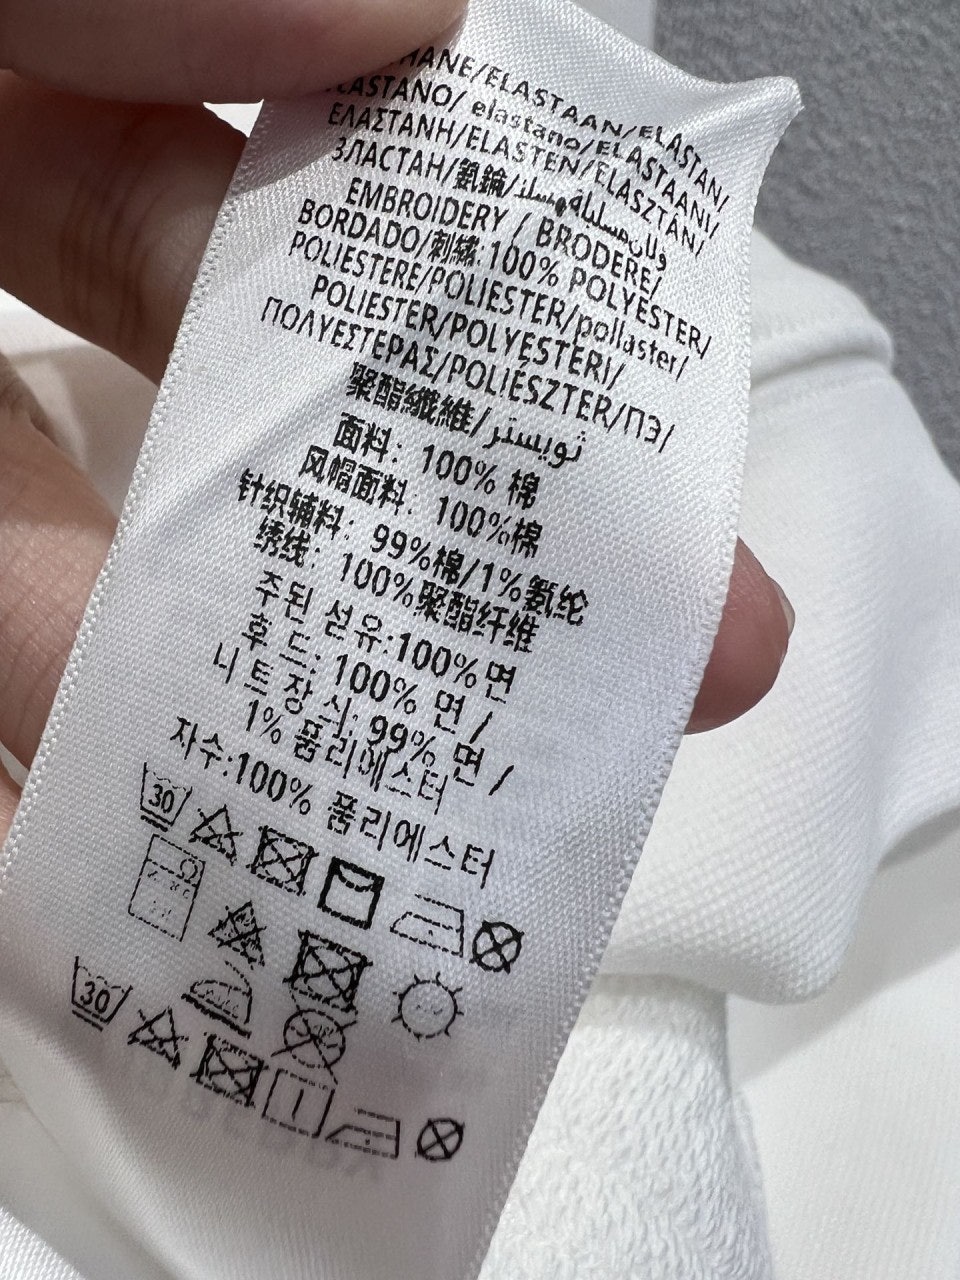 HANE/ELASTAAN/ELASTAN/
ELASTANO/ elastano/ELASTAANI/
ΕΛΑΣΤΑΝΗ/ELASTEN/ELASZTÁN/
ЭЛАСТАН/氨綸/
EMBROIDERY / BRODERE/
BORDADO/刺繡:100% POLYESTER/
POLIESTERE/POLIESTER/pollaster/
POLIESTER/POLYESTERI/
ΠΟΛΥΕΣΤΕΡΑΣ/POLIÉSZTER/ПЭ/
聚酯纖維/تويستر
面料: 100% 棉
风帽面料: 100%棉
针织辅料: 99%棉/1%氨纶
绣线: 100%聚酯纤维
주된 섬유:100%면
후드: 100% 면 /
니트장식: 99% 면 /
1% 폴리에스터
자수:100% 폴리에스터
30
30